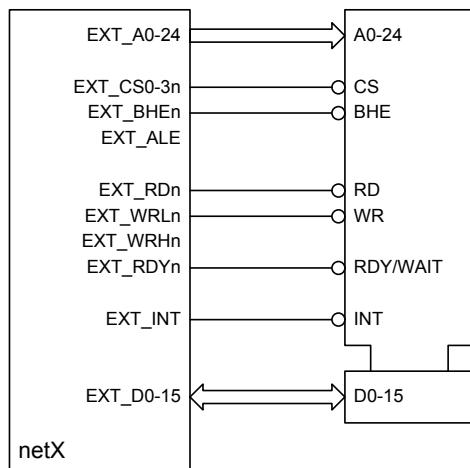 EXT_A0-24 A0-24
EXT_CS0-3n CS
EXT_BHEn BHE
EXT_ALE
EXT_RDn RD
EXT_WRLn WR
EXT_WRHn
EXT_RDYn RDY/WAIT
EXT_INT INT
EXT_D0-15 D0-15
netX